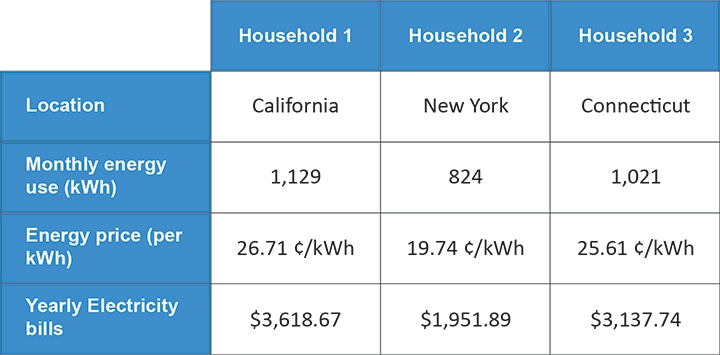 Household 1 Household 2 Household 3
Location California New York Connecticut
Monthly energy
use (kWh) 1,129 824 1,021
Energy price (per
kWh) 26.71 ¢/kWh 19.74 ¢/kWh 25.61 ¢/kWh
Yearly Electricity
bills $3,618.67 $1,951.89 $3,137.74